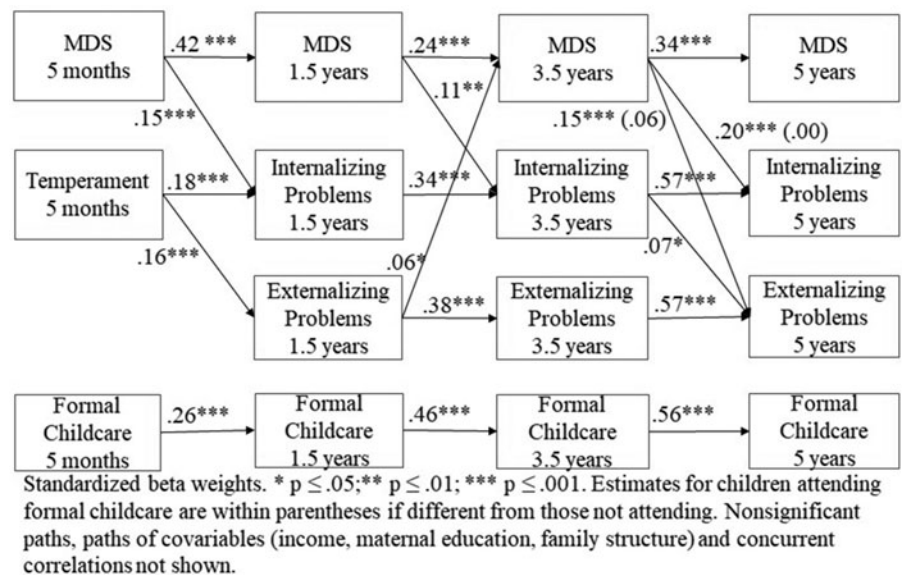 MDS
5 months
.42 ***
MDS
1.5 years
.24***
MDS
3.5 years
.34***
MDS
5 years
.15***
.11**
.15*** (.06)
.20*** (.00)
Temperament
5 months
.18***
Internalizing
Problems
1.5 years
.34***
Internalizing
Problems
3.5 years
.57***
Internalizing
Problems
5 years
.16***
.06*
.07*
Externalizing
Problems
1.5 years
.38***
Externalizing
Problems
3.5 years
.57***
Externalizing
Problems
5 years
Formal
Childcare
5 months
.26***
Formal
Childcare
1.5 years
.46***
Formal
Childcare
3.5 years
.56***
Formal
Childcare
5 years
Standardized beta weights. * p ≤ .05;** p ≤ .01; *** p ≤ .001. Estimates for children attending
formal childcare are within parentheses if different from those not attending. Nonsignificant
paths, paths of covariables (income, maternal education, family structure) and concurrent
correlations not shown.